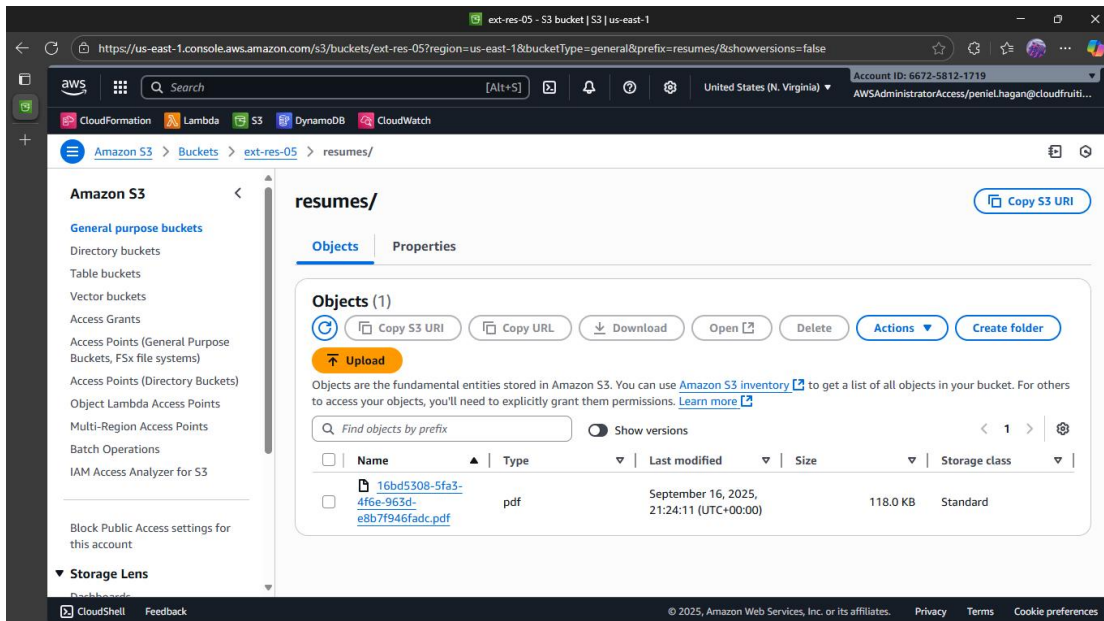 ext-res-05 - S3 bucket | S3 | us-east-1
https://us-east-1.console.aws.amazon.com/s3/buckets/ext-res-05?region=us-east-1&bucketType=general&prefix=resumes/&showversions=false
aws
Search [Alt+S]
United States (N. Virginia)
Account ID: 6672-5812-1719
AWSAdministratorAccess/peniel.hagan@cloudfruiti...
CloudFormation Lambda S3 DynamoDB CloudWatch
Amazon S3 > Buckets > ext-res-05 > resumes/
Amazon S3
General purpose buckets
Directory buckets
Table buckets
Vector buckets
Access Grants
Access Points (General Purpose
Buckets, FSx file systems)
Access Points (Directory Buckets)
Object Lambda Access Points
Multi-Region Access Points
Batch Operations
IAM Access Analyzer for S3
Block Public Access settings for
this account
Storage Lens
Dashboards
resumes/
Copy S3 URI
Objects Properties
Objects (1)
Copy S3 URI Copy URL Download Open Delete Actions Create folder
Upload
Objects are the fundamental entities stored in Amazon S3. You can use Amazon S3 inventory to get a list of all objects in your bucket. For others
to access your objects, you'll need to explicitly grant them permissions. Learn more
Find objects by prefix Show versions 1
Name Type Last modified Size Storage class
16bd5308-5fa3-
4f6e-963d-
e8b7f946fadc.pdf
pdf
September 16, 2025,
21:24:11 (UTC+00:00)
118.0 KB
Standard
CloudShell Feedback © 2025, Amazon Web Services, Inc. or its affiliates. Privacy Terms Cookie preferences